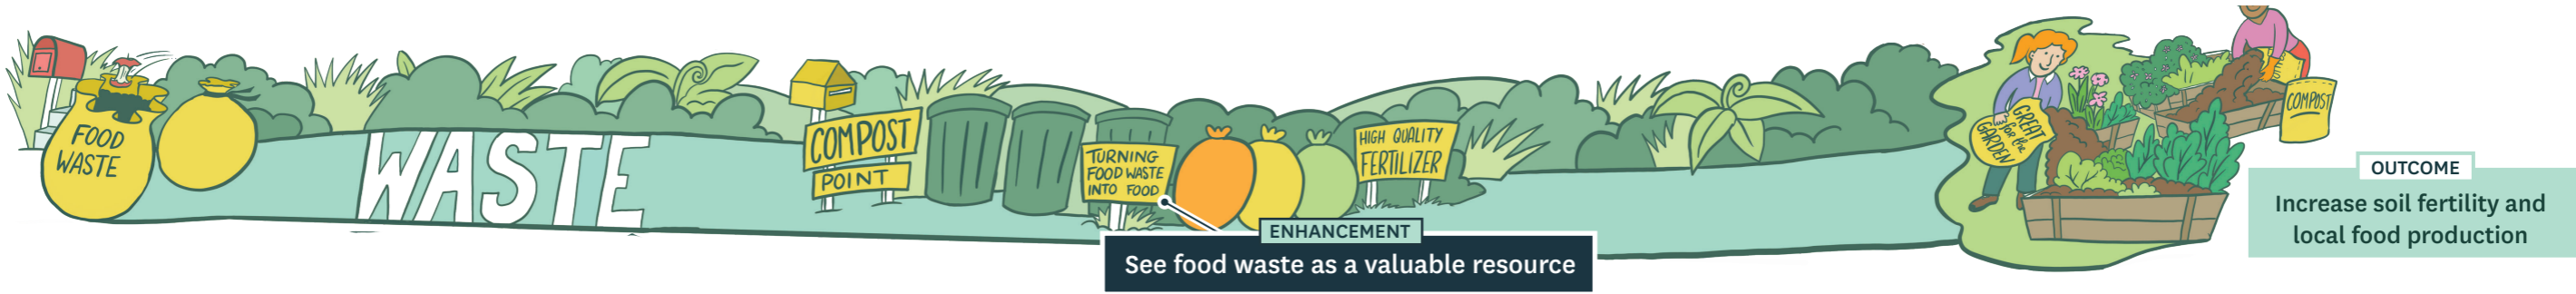 FOOD
WASTE
WASTE
COMPOST
POINT
TURNING
FOOD WASTE
INTO FOOD
HIGH QUALITY
FERTILIZER
ENHANCEMENT
See food waste as a valuable resource
GREAT
for the
GARDEN
COMPOST
OUTCOME
Increase soil fertility and
local food production